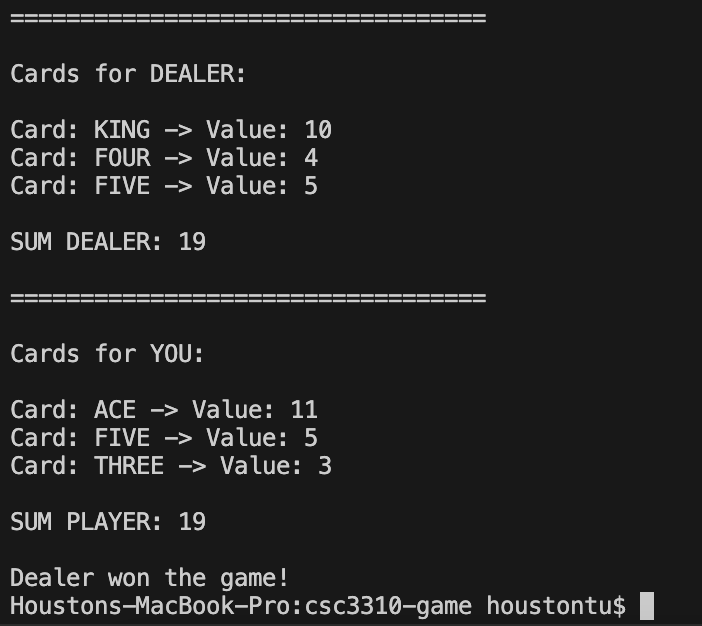 ==================================
Cards for DEALER:
Card: KING -> Value: 10
Card: FOUR -> Value: 4
Card: FIVE -> Value: 5
SUM DEALER: 19
==================================
Cards for YOU:
Card: ACE -> Value: 11
Card: FIVE -> Value: 5
Card: THREE -> Value: 3
SUM PLAYER: 19
Dealer won the game!
Houstons-MacBook-Pro:csc3310-game houstontu$